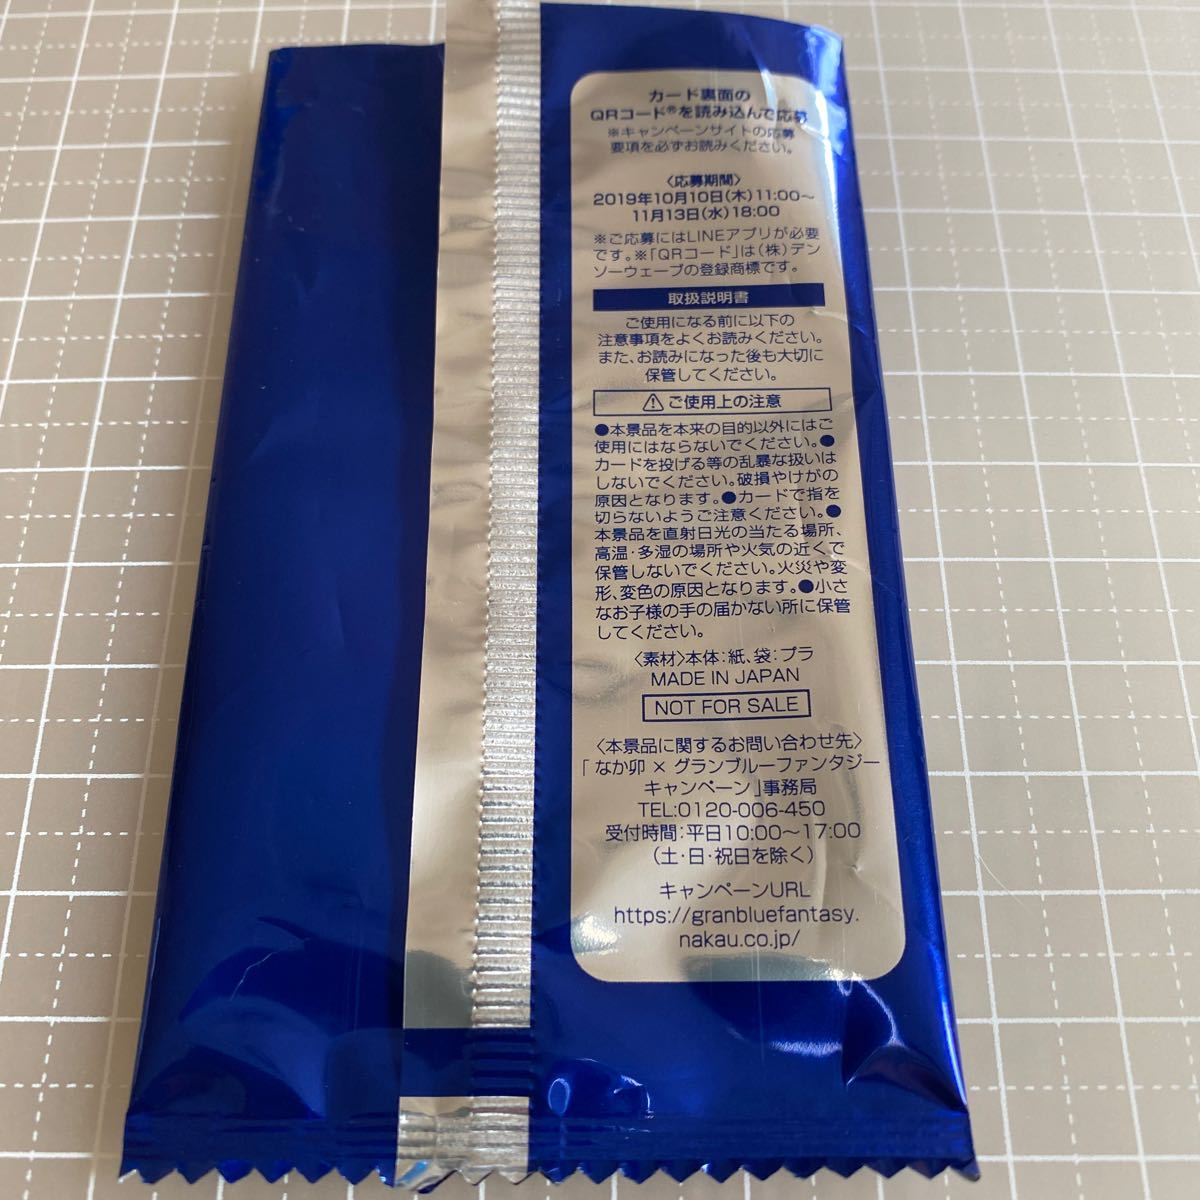 カード裏面の
QRコード®を読み込んで応募
※キャンペーンサイトの応募
要項を必ずお読みください。
〈応募期間〉
2019年10月10日(木)11:00〜
11月13日(水)18:00
※ご応募にはLINEアプリが必要
です。※「QRコード」は(株)デン
ソーウェーブの登録商標です。
取扱説明書
ご使用になる前に以下の
注意事項をよくお読みください。
また、お読みになった後も大切に
保管してください。
⚠ご使用上の注意
●本景品を本来の目的以外にはご
使用にはならないでください。●
カードを投げる等の乱暴な扱いは
しないでください。破損やけがの
原因となります。●カードで指を
切らないようご注意ください。●
本景品を直射日光の当たる場所、
高温・多湿の場所や火気の近くで
保管しないでください。火災や変
形、変色の原因となります。●小さ
なお子様の手の届かない所に保管
してください。
〈素材〉本体:紙、袋:プラ
MADE IN JAPAN
NOT FOR SALE
〈本景品に関するお問い合わせ先〉
「なか卯×グランブルーファンタジー
キャンペーン」事務局
TEL:0120-006-450
受付時間:平日10:00〜17:00
(土・日・祝日を除く)
キャンペーンURL
https://granbluefantasy.
nakau.co.jp/